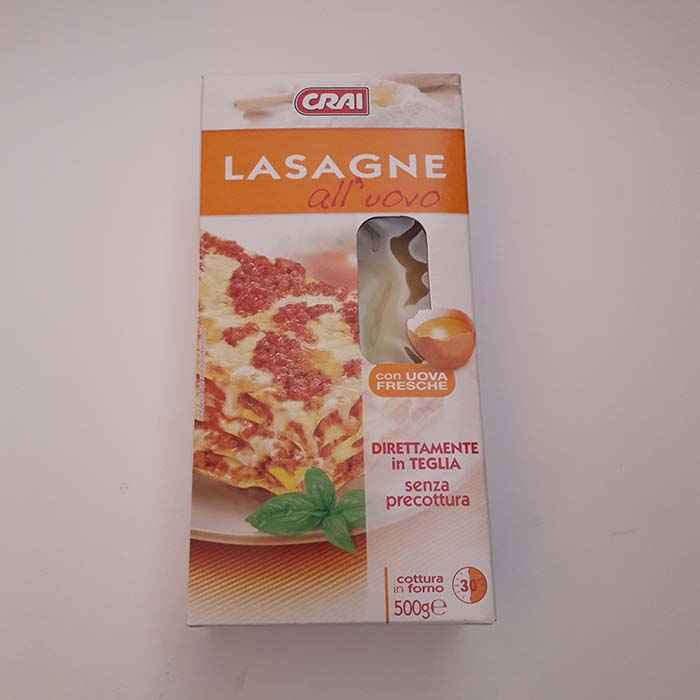 CRAI
LASAGNE
all'uovo
con UOVA
FRESCHE
DIRETTAMENTE
in TEGLIA
senza
precottura
cottura
in forno
30'
500g℮